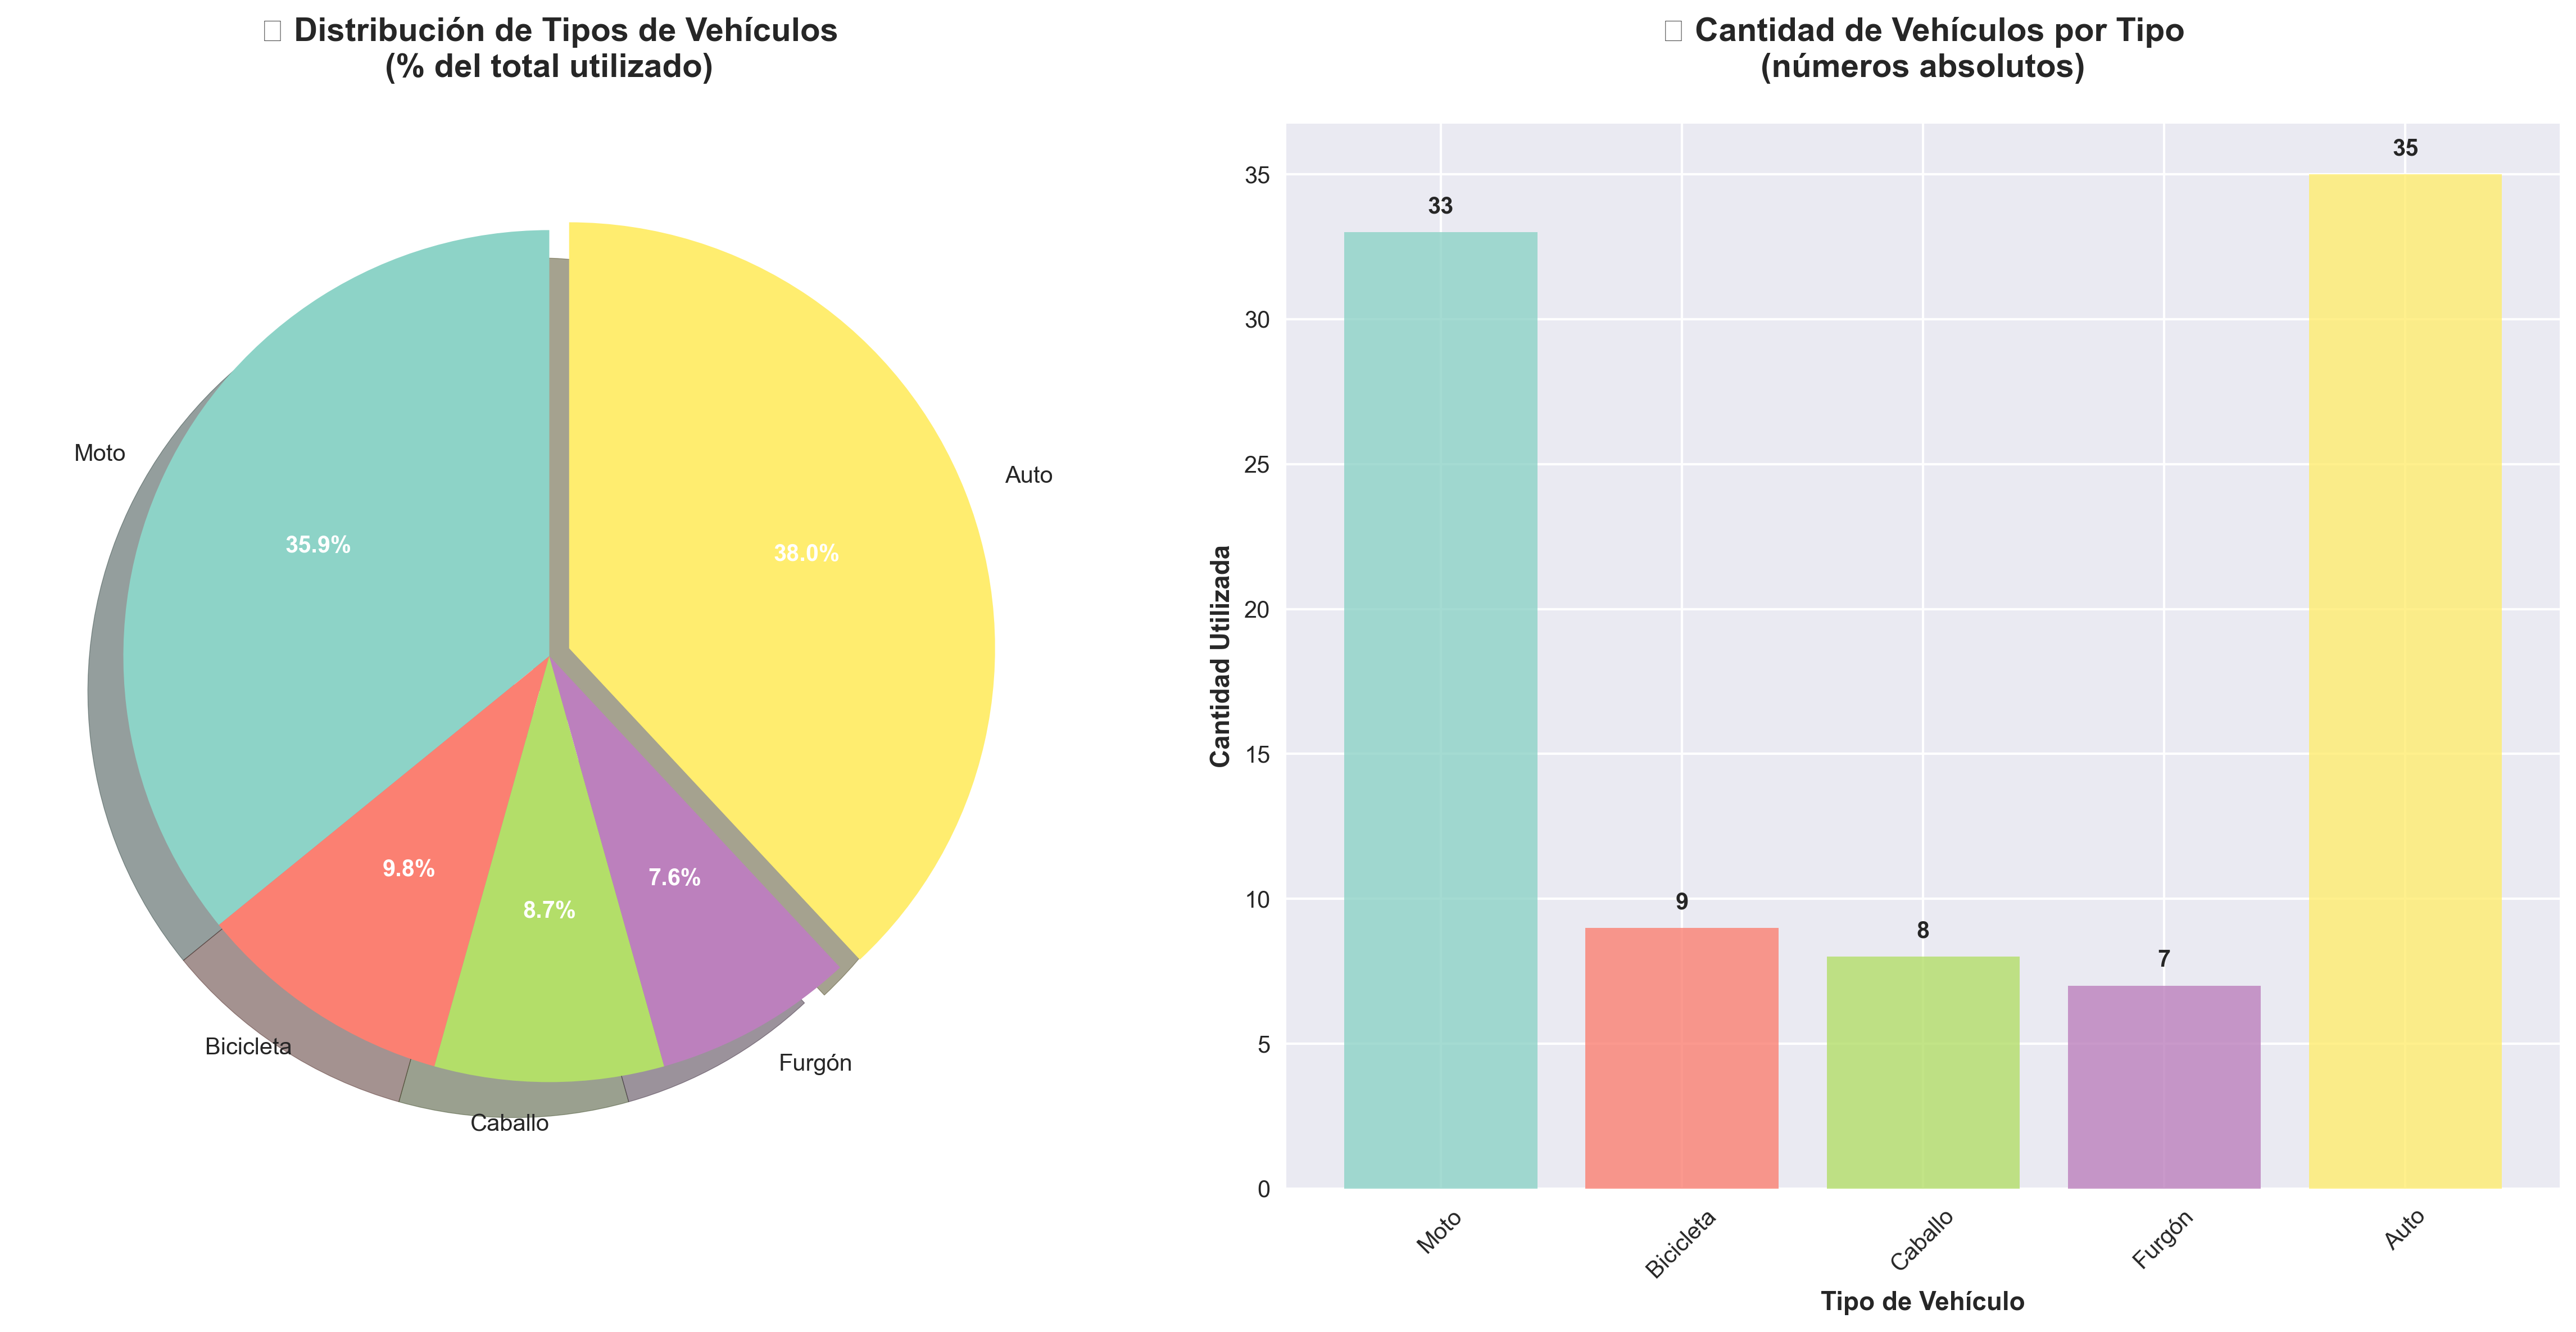 Distribución de Tipos de Vehículos
(% del total utilizado)
Moto
Auto
35.9%
38.0%
9.8%
8.7%
7.6%
Bicicleta
Caballo
Furgón
Cantidad de Vehículos por Tipo
(números absolutos)
Cantidad Utilizada
35
30
25
20
15
10
5
0
33
9
8
7
35
Moto
Bicicleta
Caballo
Furgón
Auto
Tipo de Vehículo